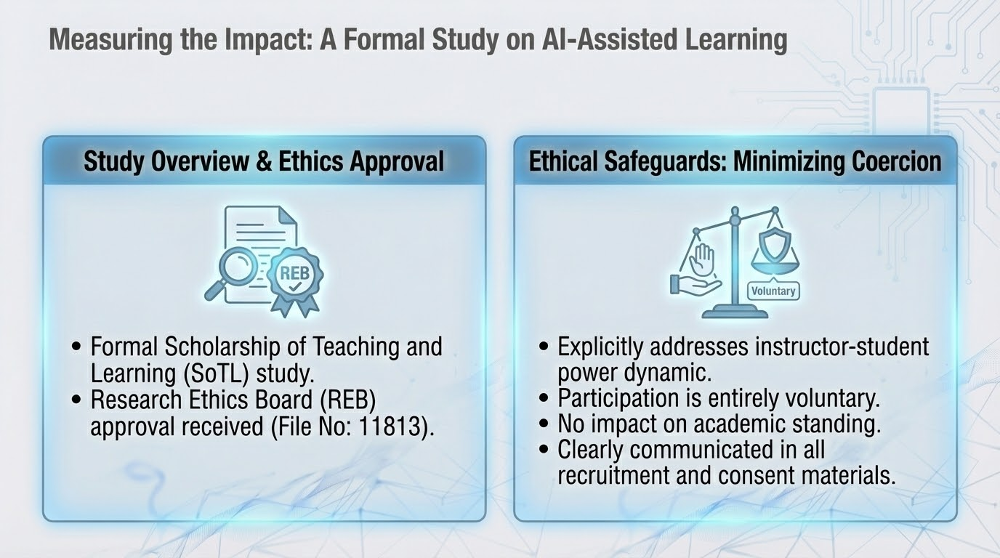 Measuring the Impact: A Formal Study on AI-Assisted Learning
Study Overview & Ethics Approval
REB
• Formal Scholarship of Teaching and
Learning (SoTL) study.
• Research Ethics Board (REB)
approval received (File No: 11813).
Ethical Safeguards: Minimizing Coercion
Voluntary
• Explicitly addresses instructor-student
power dynamic.
• Participation is entirely voluntary.
• No impact on academic standing.
• Clearly communicated in all
recruitment and consent materials.